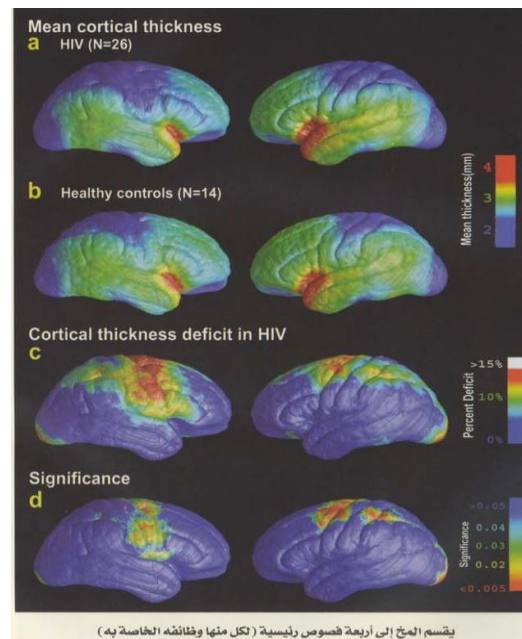 Mean cortical thickness
a HIV (N=26)
4
3
2
Mean thickness(mm)
b Healthy controls (N=14)
Cortical thickness deficit in HIV
c
>15%
10%
0%
Percent Deficit
Significance
d
>0.05
0.04
0.03
0.02
<0.005
Significance
يقسم المخ إلى أربعة فصوص رئيسية (لكل منها وظائفه الخاصة به)